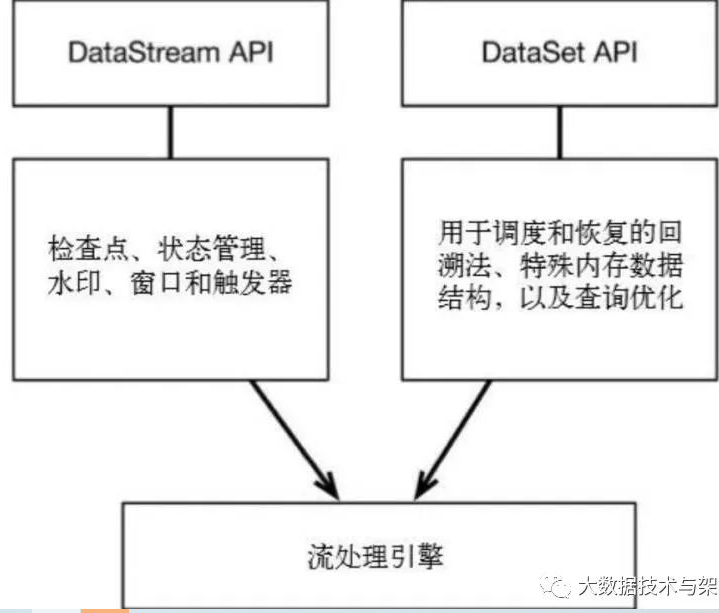 DataStream API
DataSet API
检查点、状态管理、
水印、窗口和触发器
用于调度和恢复的回
溯法、特殊内存数据
结构，以及查询优化
流处理引擎
大数据技术与架